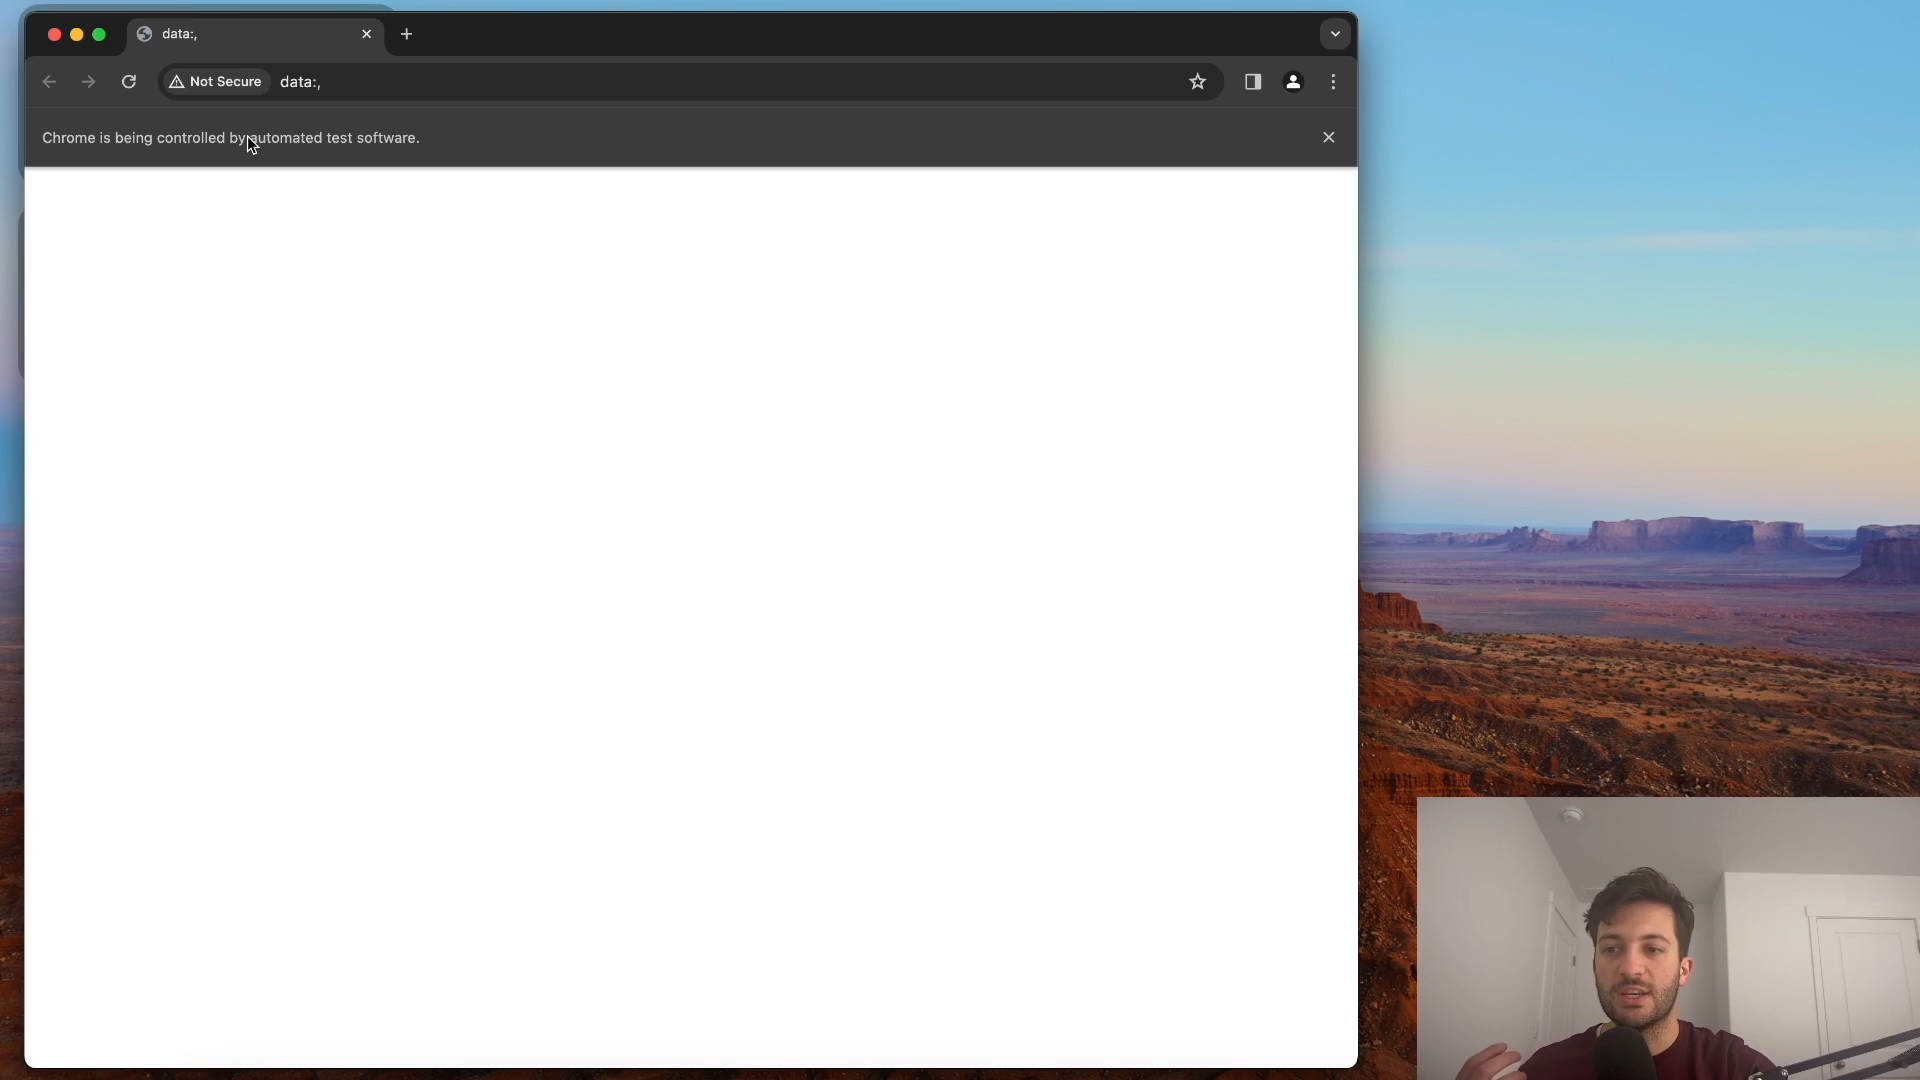 data:,
Not Secure
data:,
Chrome is being controlled by automated test software.